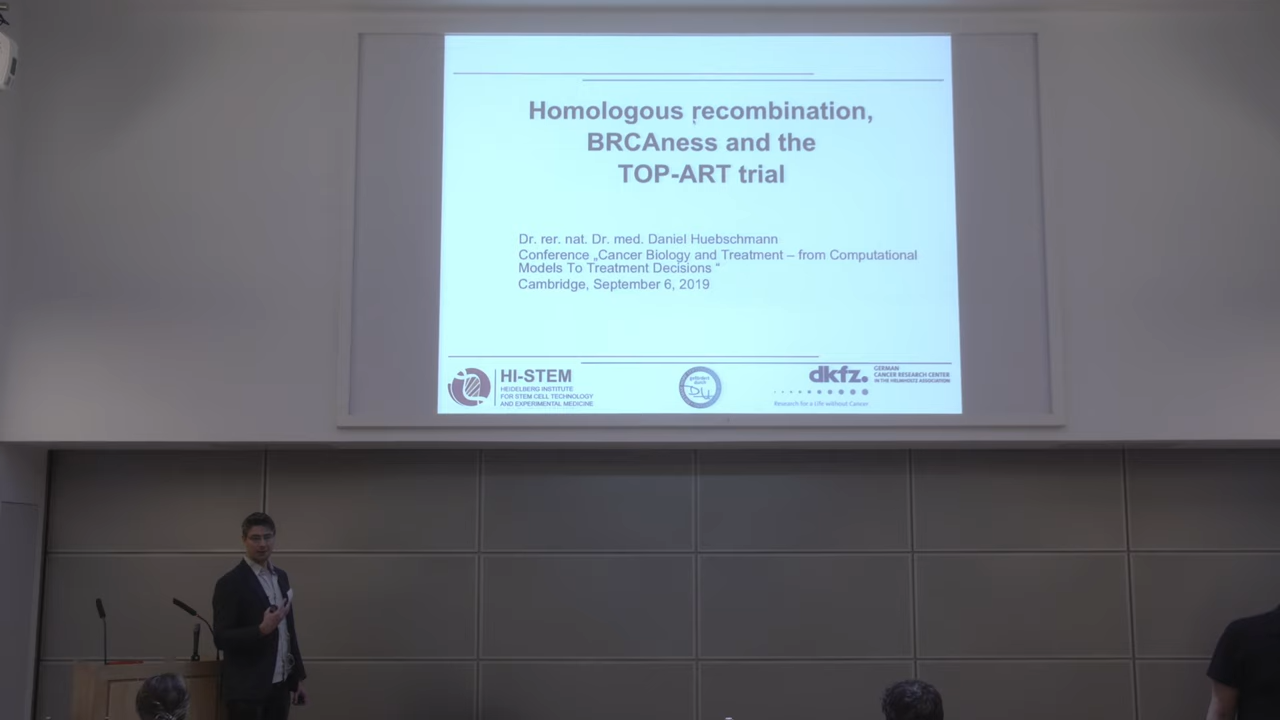 Homologous recombination,
BRCAness and the
TOP-ART trial
Dr. rer. nat. Dr. med. Daniel Huebschmann
Conference „Cancer Biology and Treatment – from Computational
Models To Treatment Decisions "
Cambridge, September 6, 2019
HI-STEM
HEIDELBERG INSTITUTE
FOR STEM CELL TECHNOLOGY
AND EXPERIMENTAL MEDICINE
dkfz.
GERMAN
CANCER RESEARCH CENTER
IN THE HELMHOLTZ ASSOCIATION
Research for a Life without Cancer